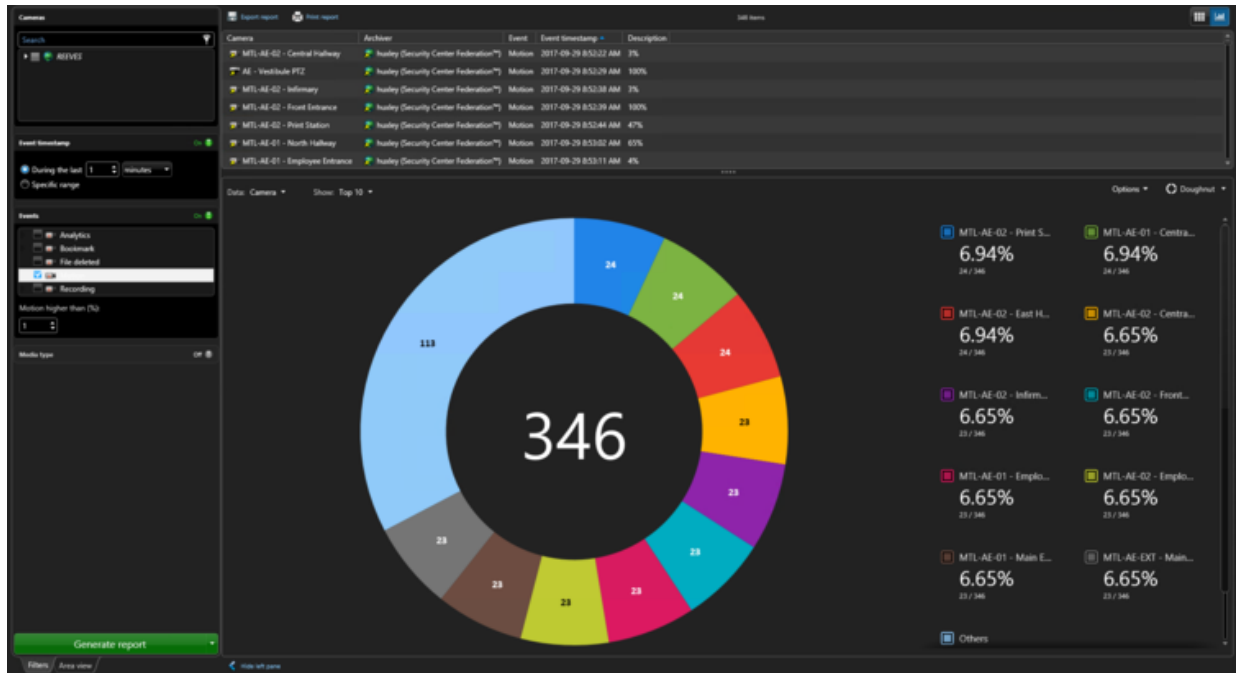 Cameras
Search
REEVES
Event timestamp
On
During the last 1 minutes
Specific range
Events
On
Analytics
Bookmark
File deleted
Recording
Motion higher than (%):
1
Media type
Off
Generate report
Filters Area view
Export report Print report 346 items
Camera Archiver Event Event timestamp Description
MTL-AE-02 - Central Hallway huxley (Security Center Federation™) Motion 2017-09-29 8:52:22 AM 3%
AE - Vestibule PTZ huxley (Security Center Federation™) Motion 2017-09-29 8:52:29 AM 100%
MTL-AE-02 - Infirmary huxley (Security Center Federation™) Motion 2017-09-29 8:52:38 AM 3%
MTL-AE-02 - Front Entrance huxley (Security Center Federation™) Motion 2017-09-29 8:52:39 AM 100%
MTL-AE-02 - Print Station huxley (Security Center Federation™) Motion 2017-09-29 8:52:44 AM 47%
MTL-AE-01 - North Hallway huxley (Security Center Federation™) Motion 2017-09-29 8:53:02 AM 65%
MTL-AE-01 - Employee Entrance huxley (Security Center Federation™) Motion 2017-09-29 8:53:11 AM 4%
Data: Camera Show: Top 10 Options Doughnut
24
24
24
23
23
23
23
23
23
23
113
346
MTL-AE-02 - Print S... MTL-AE-01 - Centra...
6.94% 6.94%
24 / 346 24 / 346
MTL-AE-02 - East H... MTL-AE-02 - Centra...
6.94% 6.65%
24 / 346 23 / 346
MTL-AE-02 - Infirm... MTL-AE-02 - Front...
6.65% 6.65%
23 / 346 23 / 346
MTL-AE-01 - Emplo... MTL-AE-02 - Emplo...
6.65% 6.65%
23 / 346 23 / 346
MTL-AE-01 - Main E... MTL-AE-EXT - Main...
6.65% 6.65%
23 / 346 23 / 346
Others
Hide left pane